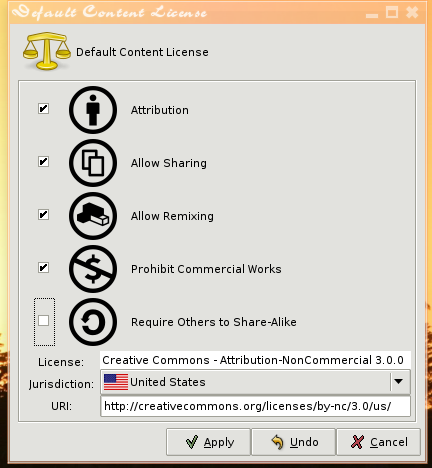 Default Content License
Default Content License
Attribution
Allow Sharing
Allow Remixing
Prohibit Commercial Works
Require Others to Share-Alike
License: Creative Commons - Attribution-NonCommercial 3.0.0
Jurisdiction: United States
URI: http://creativecommons.org/licenses/by-nc/3.0/us/
Apply Undo Cancel